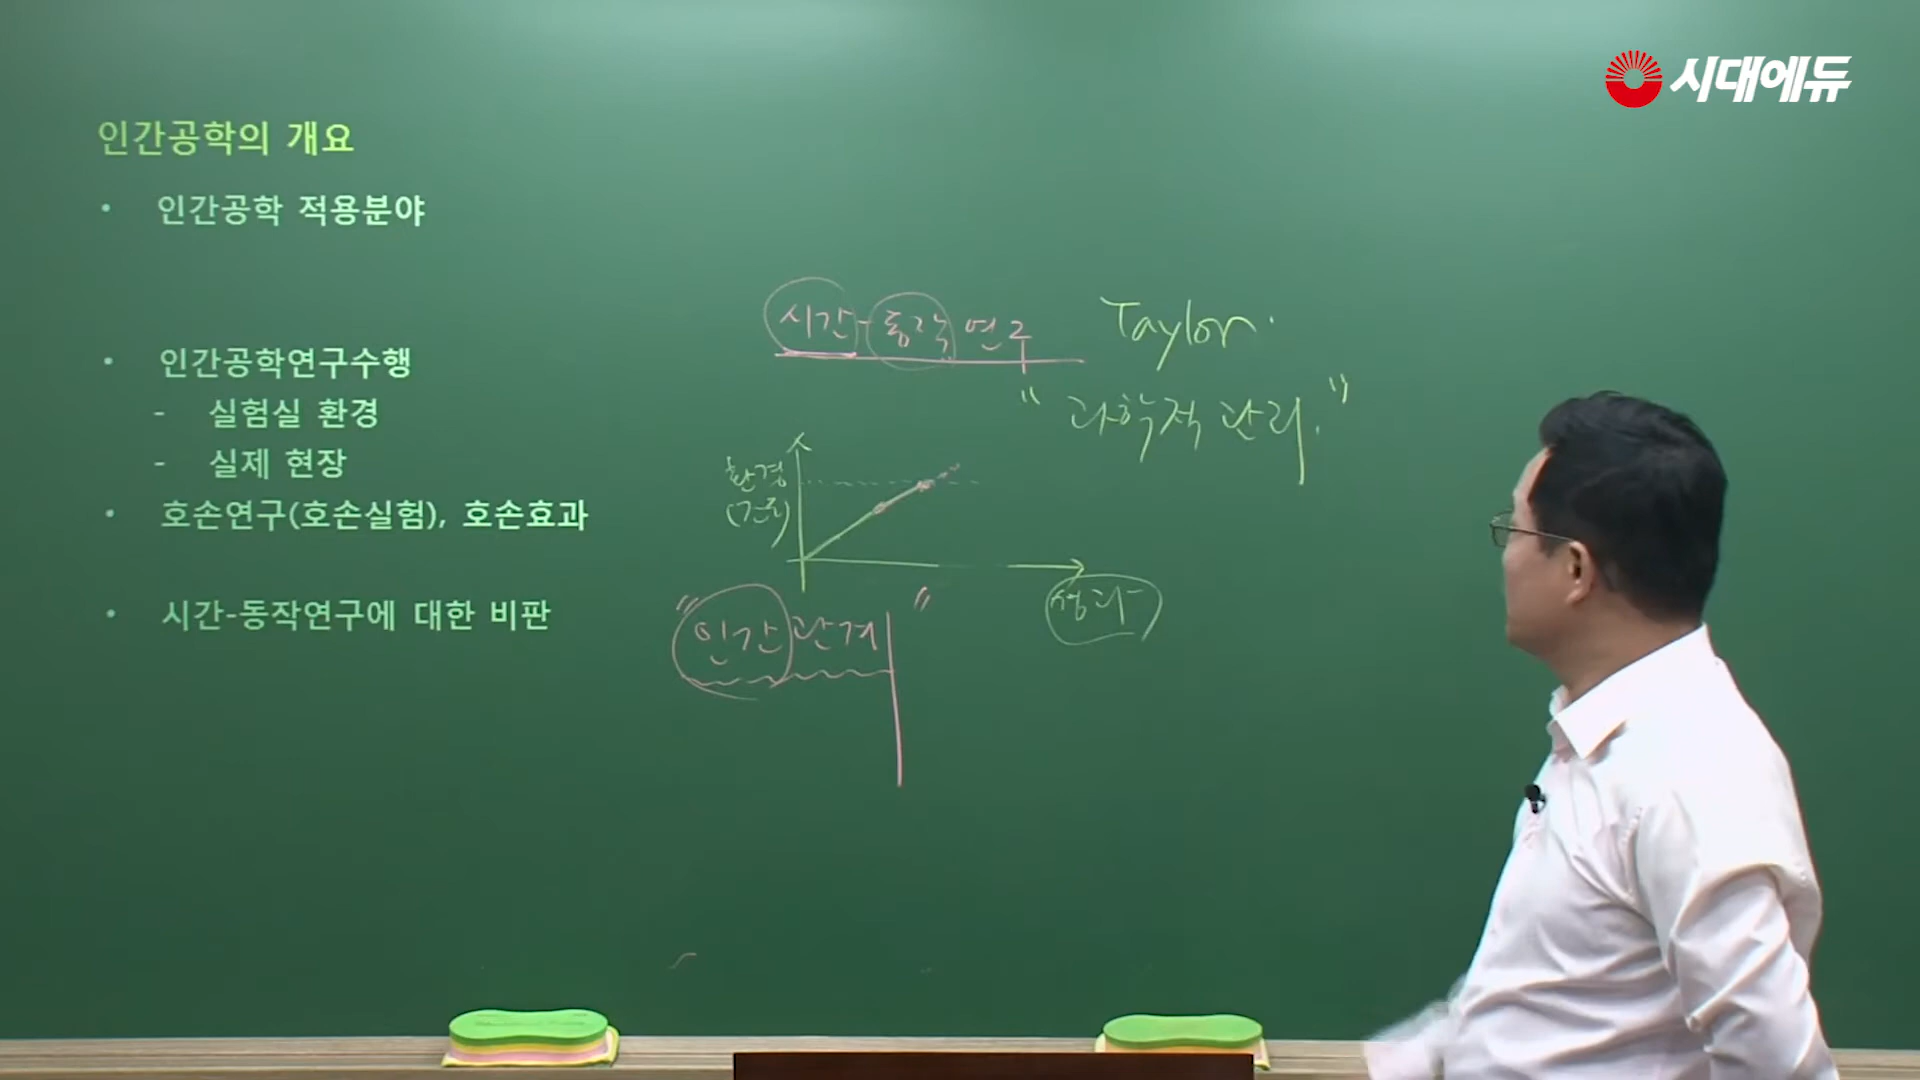 시대에듀
인간공학의 개요
• 인간공학 적용분야
• 인간공학연구수행
- 실험실 환경
- 실제 현장
• 호손연구(호손실험), 호손효과
• 시간-동작연구에 대한 비판
시간-동작 연구 Taylor.
"과학적 관리."
환경
(건물)
성과
"인간관계"